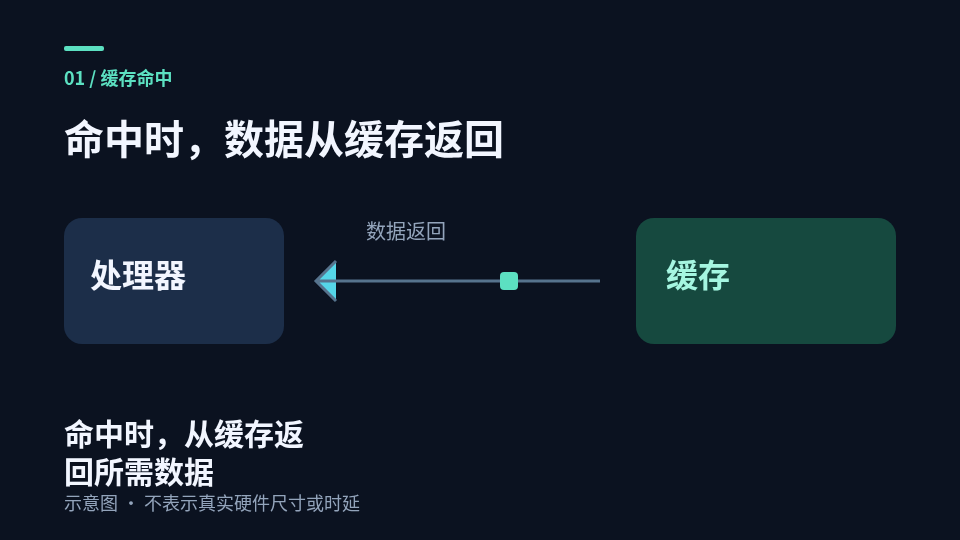 01 / 缓存命中
命中时，数据从缓存返回
数据返回
处理器
缓存
命中时，从缓存返
回所需数据
示意图 · 不表示真实硬件尺寸或时延